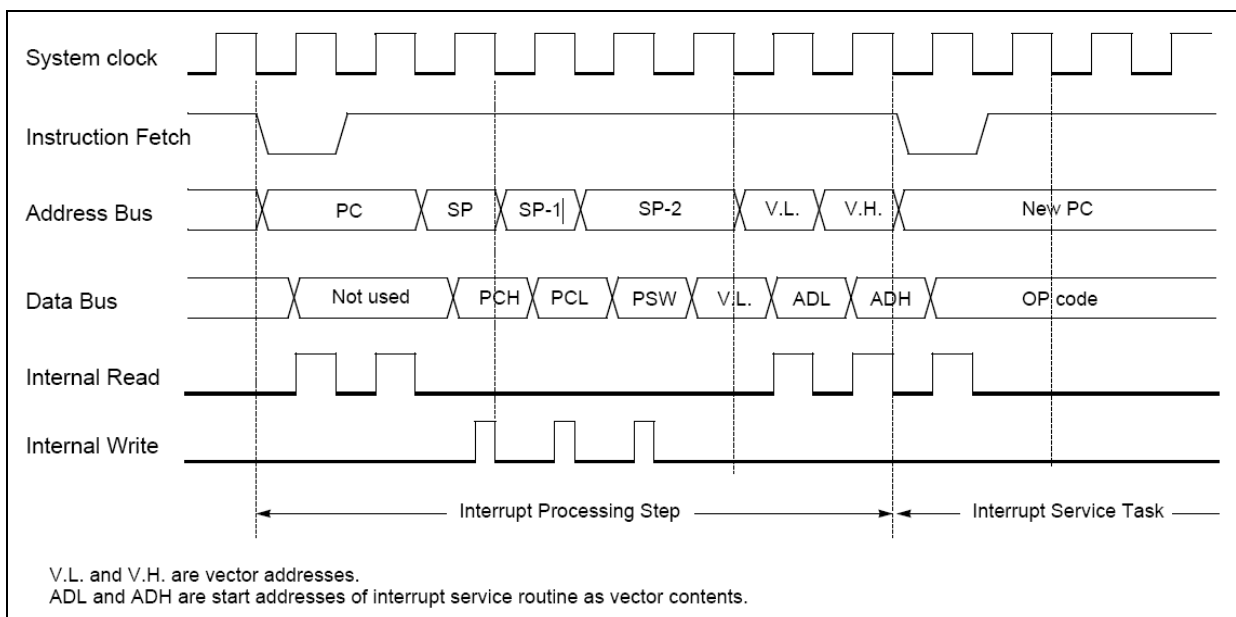 System clock
Instruction Fetch
Address Bus
PC
SP
SP-1
SP-2
V.L.
V.H.
New PC
Data Bus
Not used
PCH
PCL
PSW
V.L.
ADL
ADH
OP code
Internal Read
Internal Write
Interrupt Processing Step
Interrupt Service Task
V.L. and V.H. are vector addresses.
ADL and ADH are start addresses of interrupt service routine as vector contents.